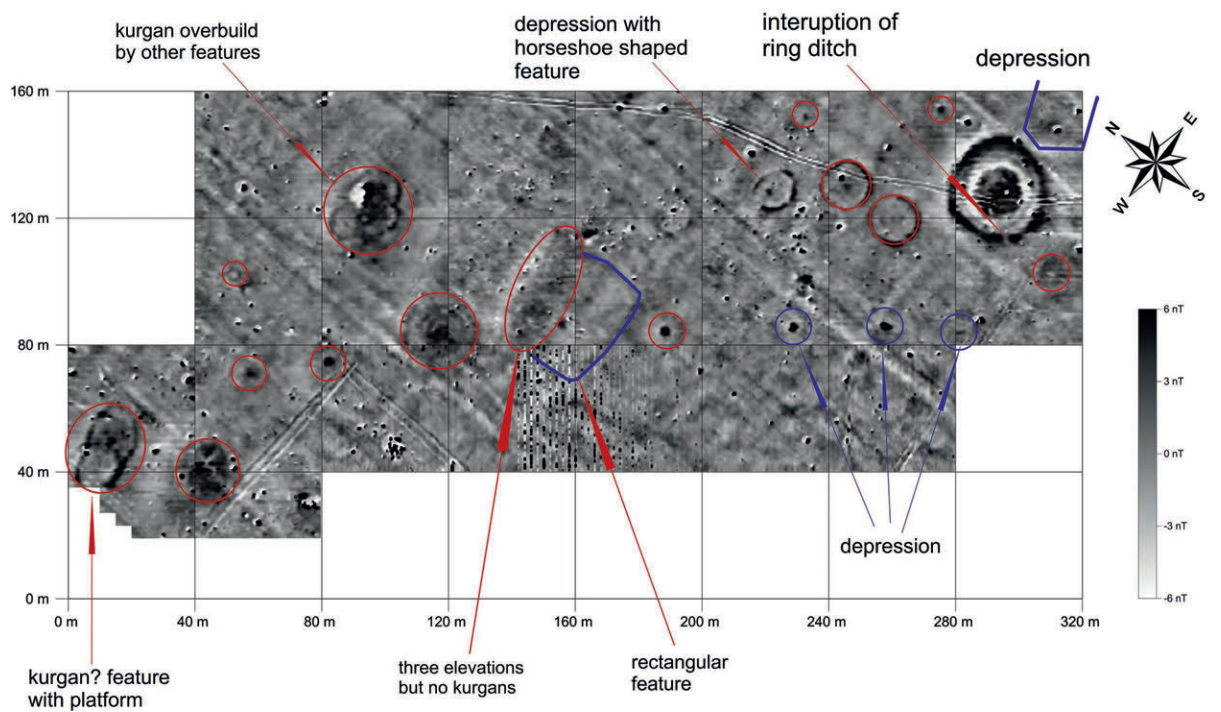 kurgan overbuild
by other features
depression with
horseshoe shaped
feature
interuption of
ring ditch
depression
160 m
N
E
W
S
120 m
80 m
6 nT
3 nT
0 nT
-3 nT
-6 nT
40 m
depression
0 m
0 m
40 m
80 m
120 m
160 m
200 m
240 m
280 m
320 m
kurgan? feature
with platform
three elevations
but no kurgans
rectangular
feature